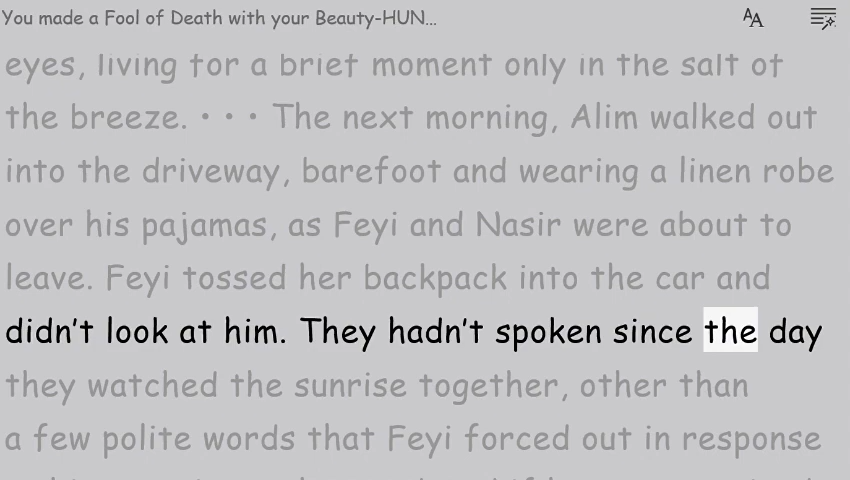 You made a Fool of Death with your Beauty-HUN...
AA
eyes, living for a brief moment only in the salt of
the breeze. • • • The next morning, Alim walked out
into the driveway, barefoot and wearing a linen robe
over his pajamas, as Feyi and Nasir were about to
leave. Feyi tossed her backpack into the car and
didn't look at him. They hadn't spoken since the day
they watched the sunrise together, other than
a few polite words that Feyi forced out in response